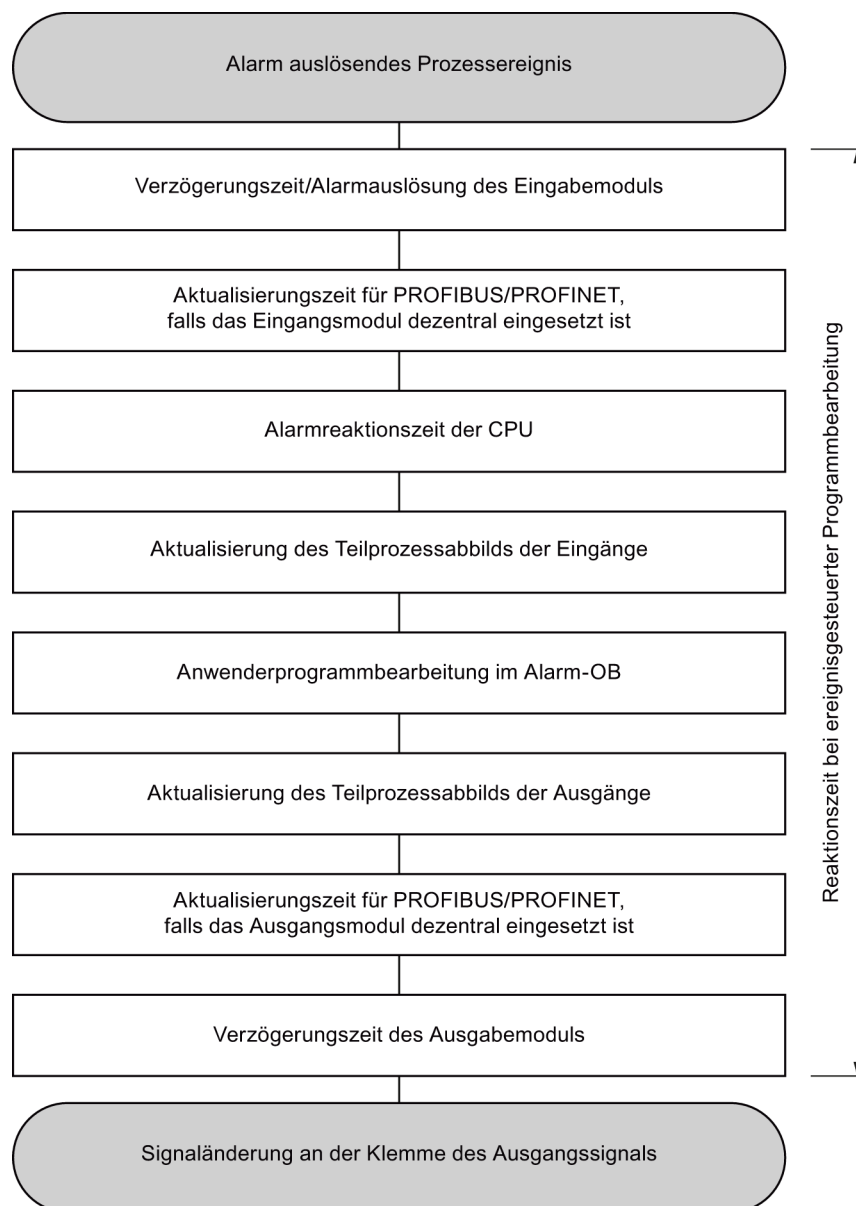 Alarm auslösendes Prozessereignis
Verzögerungszeit/Alarmauslösung des Eingabemoduls
Aktualisierungszeit für PROFIBUS/PROFINET,
falls das Eingangsmodul dezentral eingesetzt ist
Alarmreaktionszeit der CPU
Aktualisierung des Teilprozessabbilds der Eingänge
Anwenderprogrammbearbeitung im Alarm-OB
Aktualisierung des Teilprozessabbilds der Ausgänge
Aktualisierungszeit für PROFIBUS/PROFINET,
falls das Ausgangsmodul dezentral eingesetzt ist
Verzögerungszeit des Ausgabemoduls
Signaländerung an der Klemme des Ausgangssignals
Reaktionszeit bei ereignisgesteuerter Programmbearbeitung